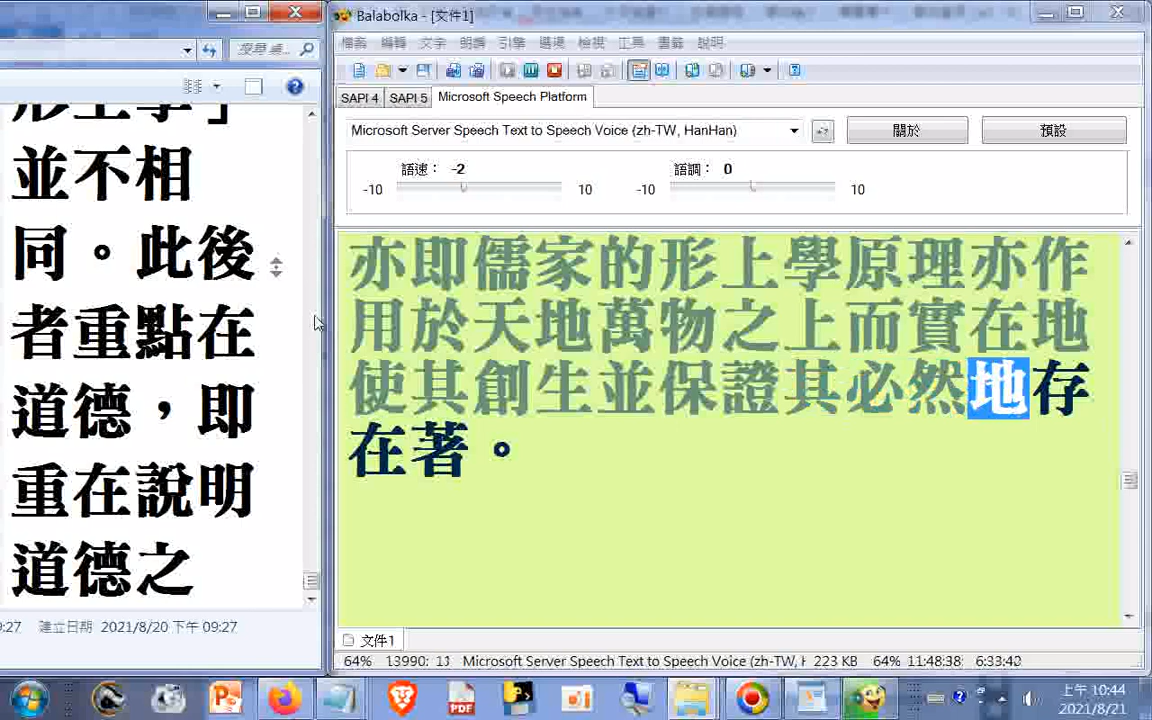 形上學」
並不相
同。此後
者重點在
道德，即
重在說明
道德之
:27 建立日期 2021/8/20 下午 09:27
Balabolka - [文件1]
檔案 編輯 文字 朗讀 引擎 選項 檢視 工具 書籤 說明
SAPI 4 SAPI 5 Microsoft Speech Platform
Microsoft Server Speech Text to Speech Voice (zh-TW, HanHan) 關於 預設
語速： -2 語調： 0
-10 10 -10 10
亦即儒家的形上學原理亦作
用於天地萬物之上而實在地
使其創生並保證其必然地存
在著。
文件1
64% 13990: 11 Microsoft Server Speech Text to Speech Voice (zh-TW, H 223 KB 64% 11:48:38 6:33:42
上午 10:44
2021/8/21